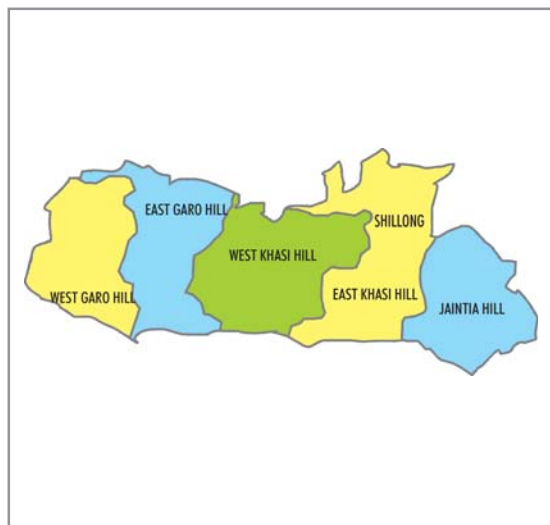 EAST GARO HILL
SHILLONG
WEST KHASI HILL
WEST GARO HILL
EAST KHASI HILL
JAINTIA HILL